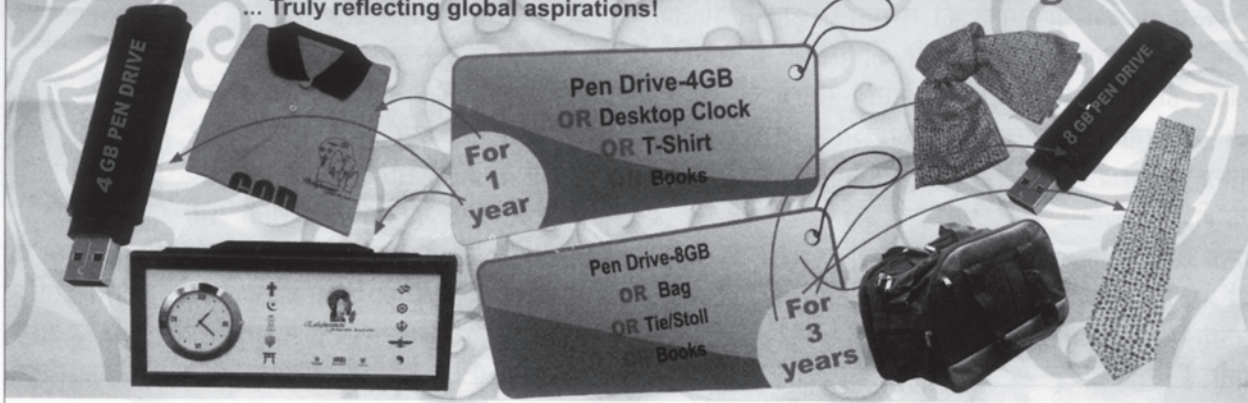 ... Truly reflecting global aspirations!
4 GB PEN DRIVE
GOD
Pen Drive-4GB
OR Desktop Clock
OR T-Shirt
OR Books
For
1
year
8 GB PEN DRIVE
Pen Drive-8GB
OR Bag
OR Tie/Stoll
Books
For
3
years